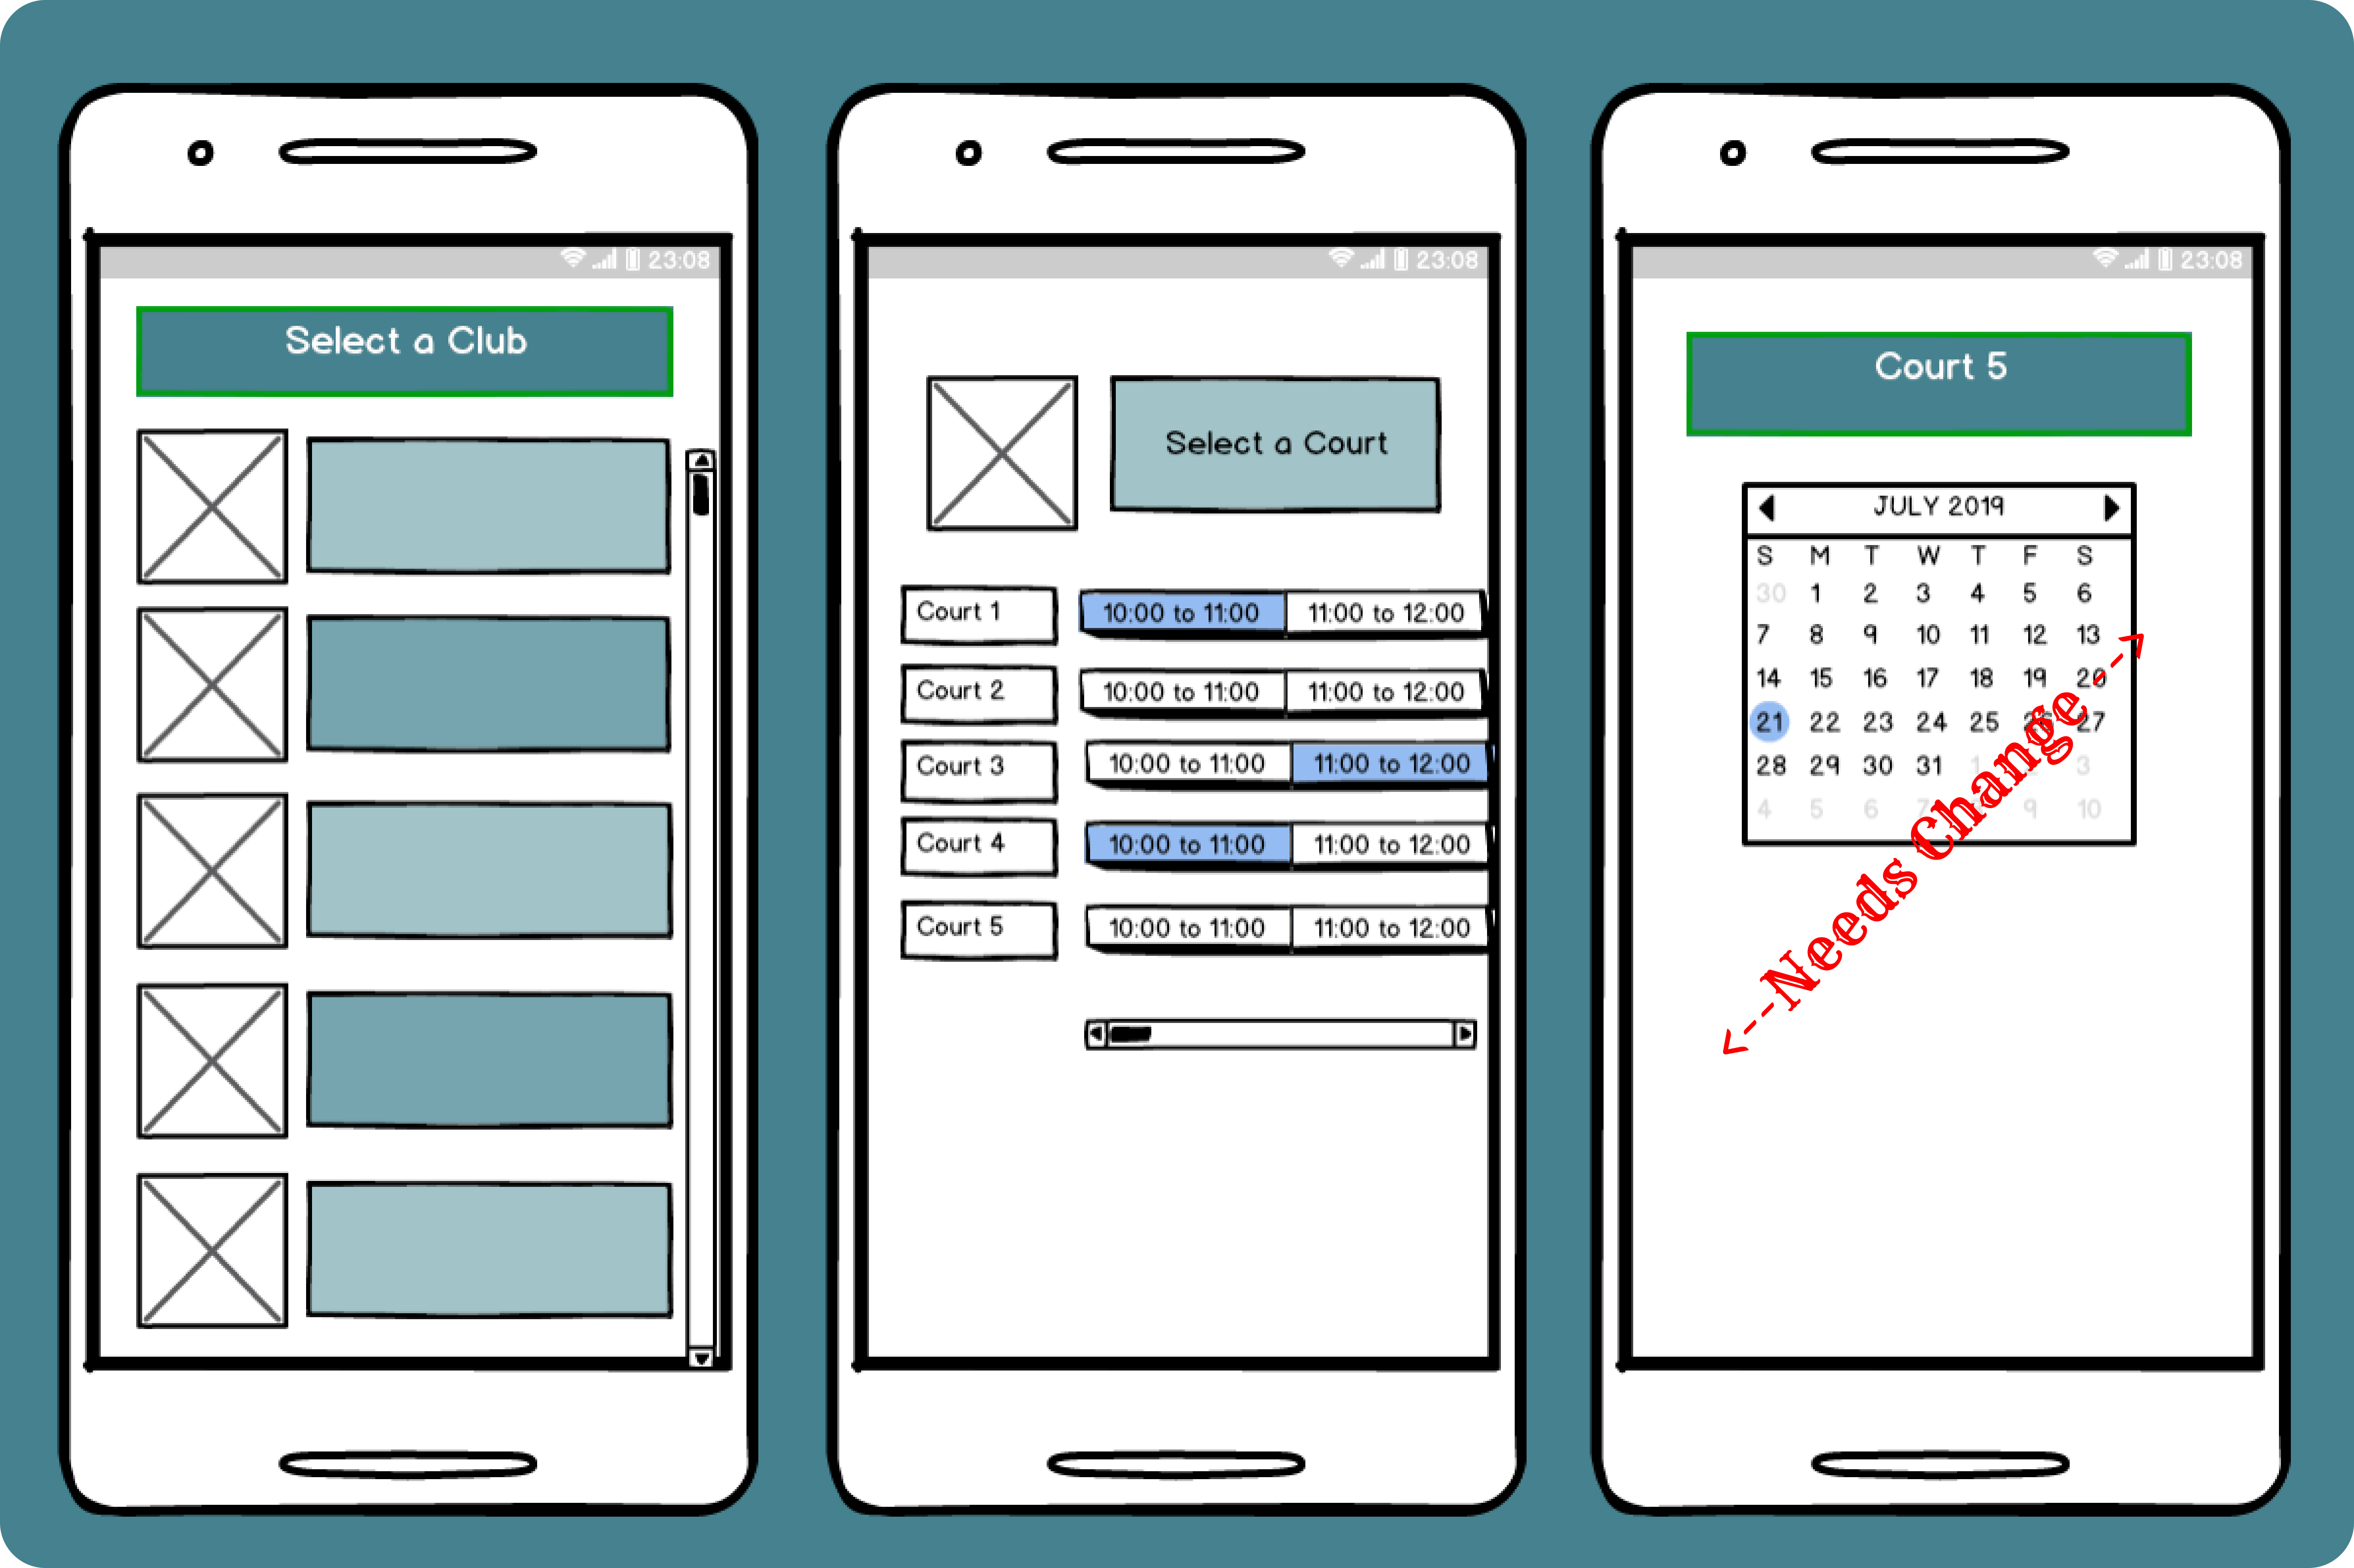 23:08
Select a Club
23:08
Select a Court
Court 1 10:00 to 11:00 11:00 to 12:00
Court 2 10:00 to 11:00 11:00 to 12:00
Court 3 10:00 to 11:00 11:00 to 12:00
Court 4 10:00 to 11:00 11:00 to 12:00
Court 5 10:00 to 11:00 11:00 to 12:00
23:08
Court 5
JULY 2019
S M T W T F S
30 1 2 3 4 5 6
7 8 9 10 11 12 13
14 15 16 17 18 19 20
21 22 23 24 25 26 27
28 29 30 31 1 3
4 5 6 7 9 10
Needs Change